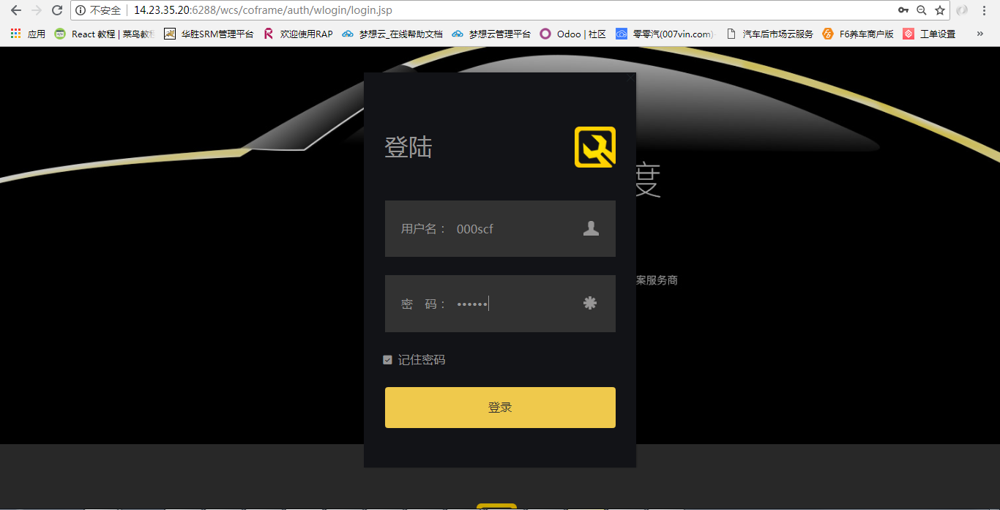 不安全 14.23.35.20:6288/wcs/coframe/auth/wlogin/login.jsp
应用 React 教程 | 菜鸟教程 华胜SRM管理平台 欢迎使用RAP 梦想云_在线帮助文档 梦想云管理平台 Odoo | 社区 零零汽(007vin.com) 汽车后市场云服务 F6养车商户版 工单设置 »
登陆
度
用户名： 000scf
案服务商
密 码： ••••••
记住密码
登录